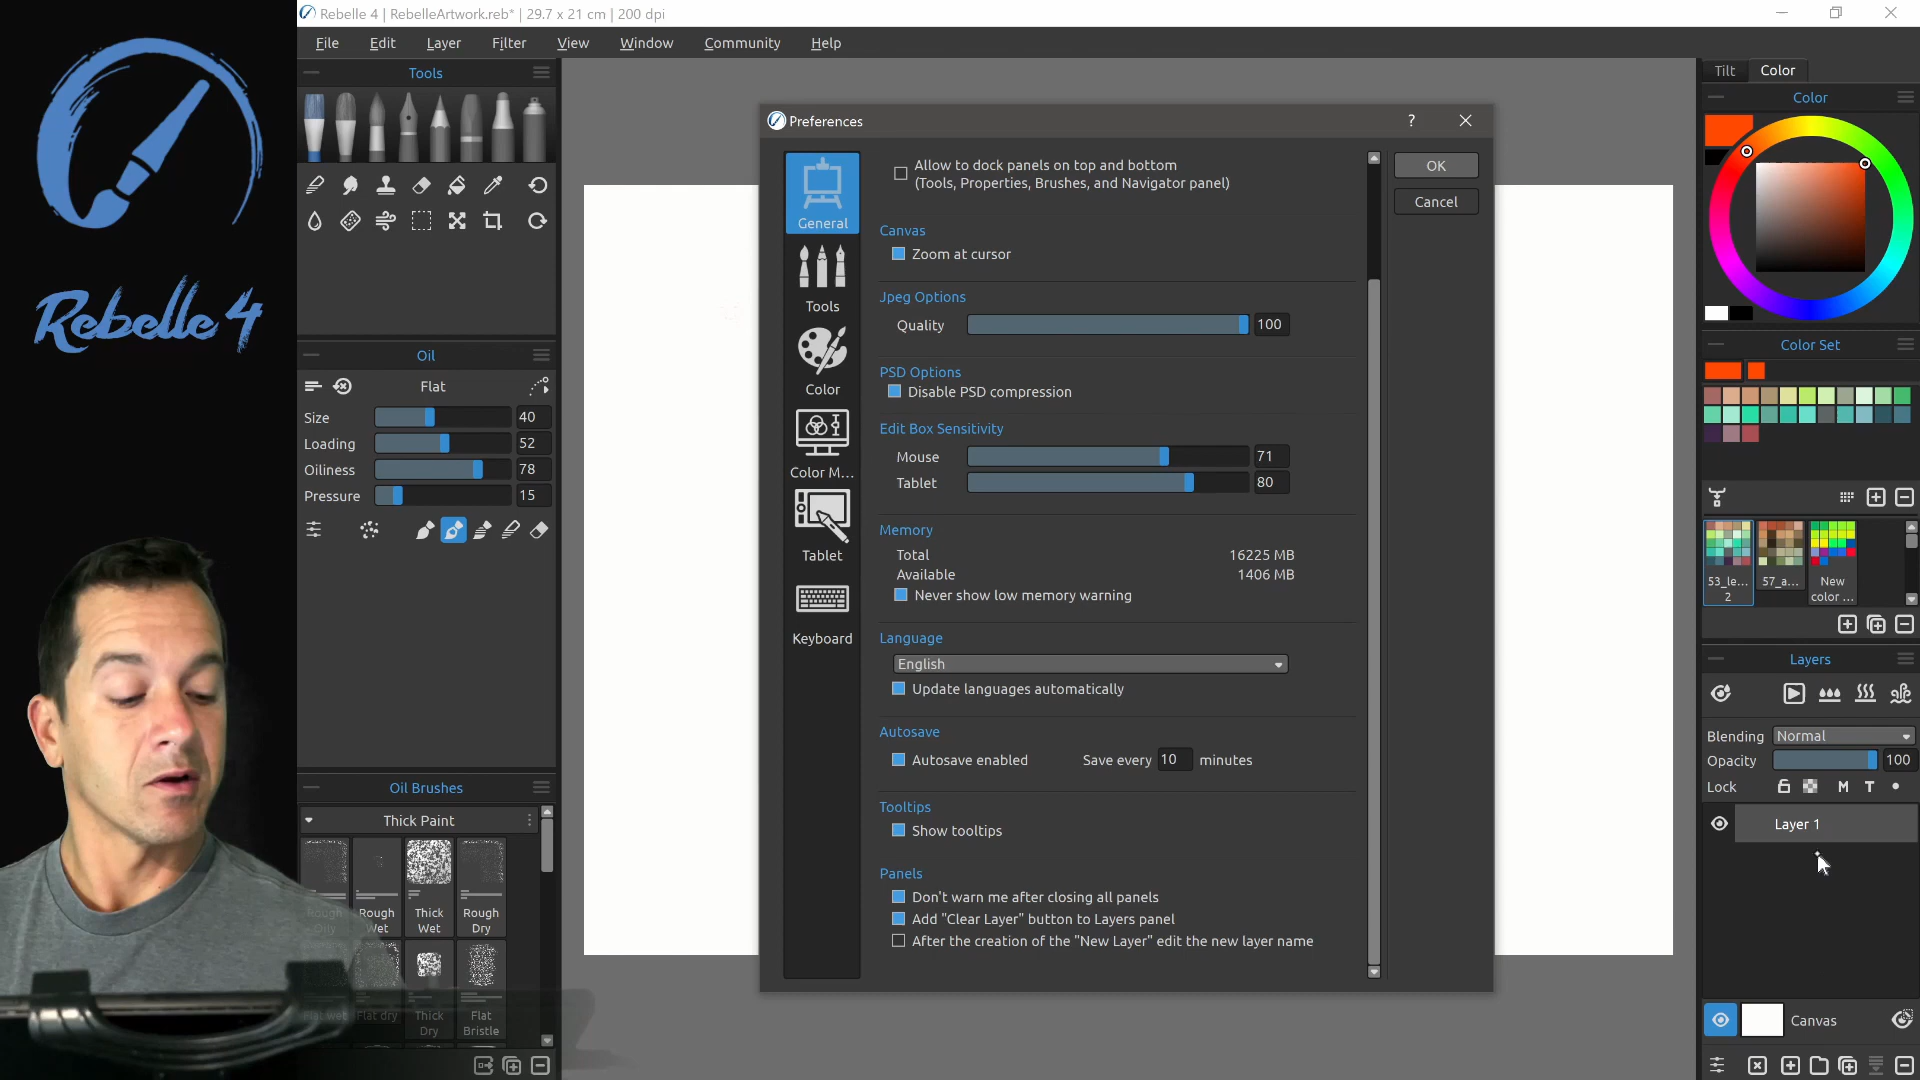 Rebelle 4 | RebelleArtwork.reb* | 29.7 x 21 cm | 200 dpi
File Edit Layer Filter View Window Community Help
Rebelle 4
Tools
Oil
Flat
Size 40
Loading 52
Oiliness 78
Pressure 15
Oil Brushes
Thick Paint
Rough Oily
Rough Wet
Thick Wet
Rough Dry
Flat wet
Flat dry
Thick Dry
Flat Bristle
Preferences
?
General
Tools
Color
Color M...
Tablet
Keyboard
Allow to dock panels on top and bottom
(Tools, Properties, Brushes, and Navigator panel)
Canvas
Zoom at cursor
Jpeg Options
Quality 100
PSD Options
Disable PSD compression
Edit Box Sensitivity
Mouse 71
Tablet 80
Memory
Total 16225 MB
Available 1406 MB
Never show low memory warning
Language
English
Update languages automatically
Autosave
Autosave enabled Save every 10 minutes
Tooltips
Show tooltips
Panels
Don't warn me after closing all panels
Add "Clear Layer" button to Layers panel
After the creation of the "New Layer" edit the new layer name
OK
Cancel
Tilt Color
Color
Color Set
53_le... 2
57_a...
New color ...
Layers
Blending Normal
Opacity 100
Lock M T
Layer 1
Canvas